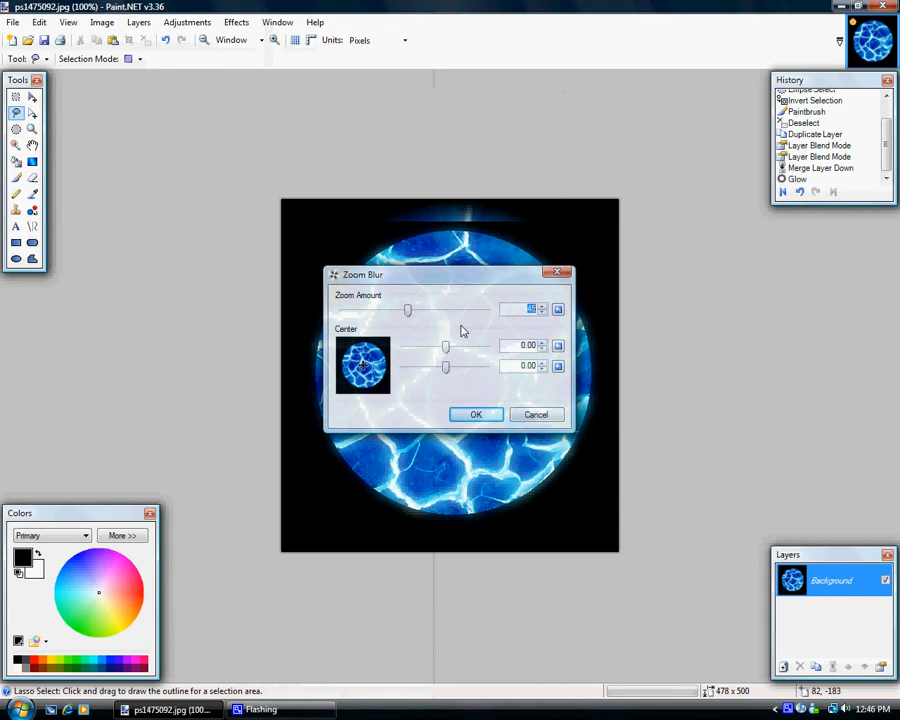 ps1475092.jpg (100%) - Paint.NET v3.36
File Edit View Image Layers Adjustments Effects Window Help
Window Units: Pixels
Tool: Selection Mode:
Tools
History
Ellipse Select
Invert Selection
Paintbrush
Deselect
Duplicate Layer
Layer Blend Mode
Layer Blend Mode
Merge Layer Down
Glow
Zoom Blur
Zoom Amount
45
Center
0.00
0.00
OK Cancel
Colors
Primary More >>
Layers
Background
Lasso Select: Click and drag to draw the outline for a selection area.
478 x 500 82, -183
ps1475092.jpg (100... Flashing 12:46 PM